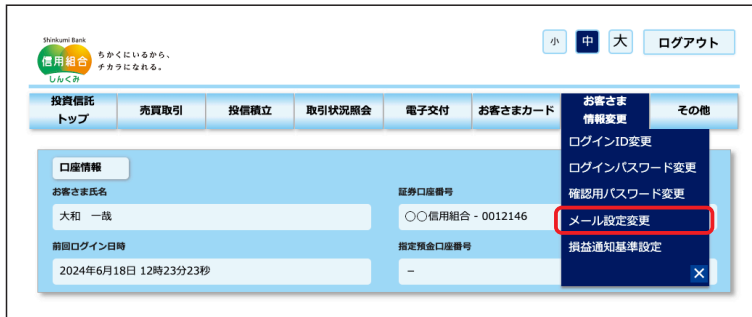 Shinkumi Bank
信用組合
しんくみ
ちかくにいるから、
チカラになれる。
小 中 大 ログアウト
投資信託
トップ
売買取引
投信積立
取引状況照会
電子交付
お客さまカード
お客さま
情報変更
その他
ログインID変更
ログインパスワード変更
確認用パスワード変更
メール設定変更
損益通知基準設定
×
口座情報
お客さま氏名
大和 一哉
証券口座番号
○○信用組合 - 0012146
前回ログイン日時
2024年6月18日 12時23分23秒
指定預金口座番号
−